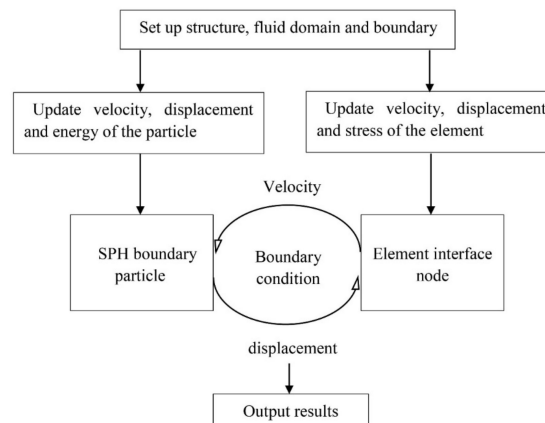 Set up structure, fluid domain and boundary
Update velocity, displacement
and energy of the particle
Update velocity, displacement
and stress of the element
Velocity
SPH boundary
particle
Boundary
condition
Element interface
node
displacement
Output results